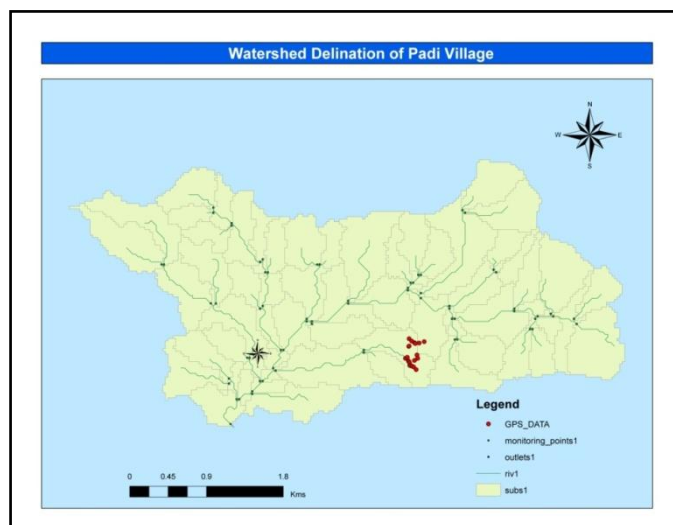 Watershed Delination of Padi Village
N
W E
S
Legend
GPS_DATA
monitoring_points1
outlets1
riv1
subs1
0 0.45 0.9 1.8
Kms